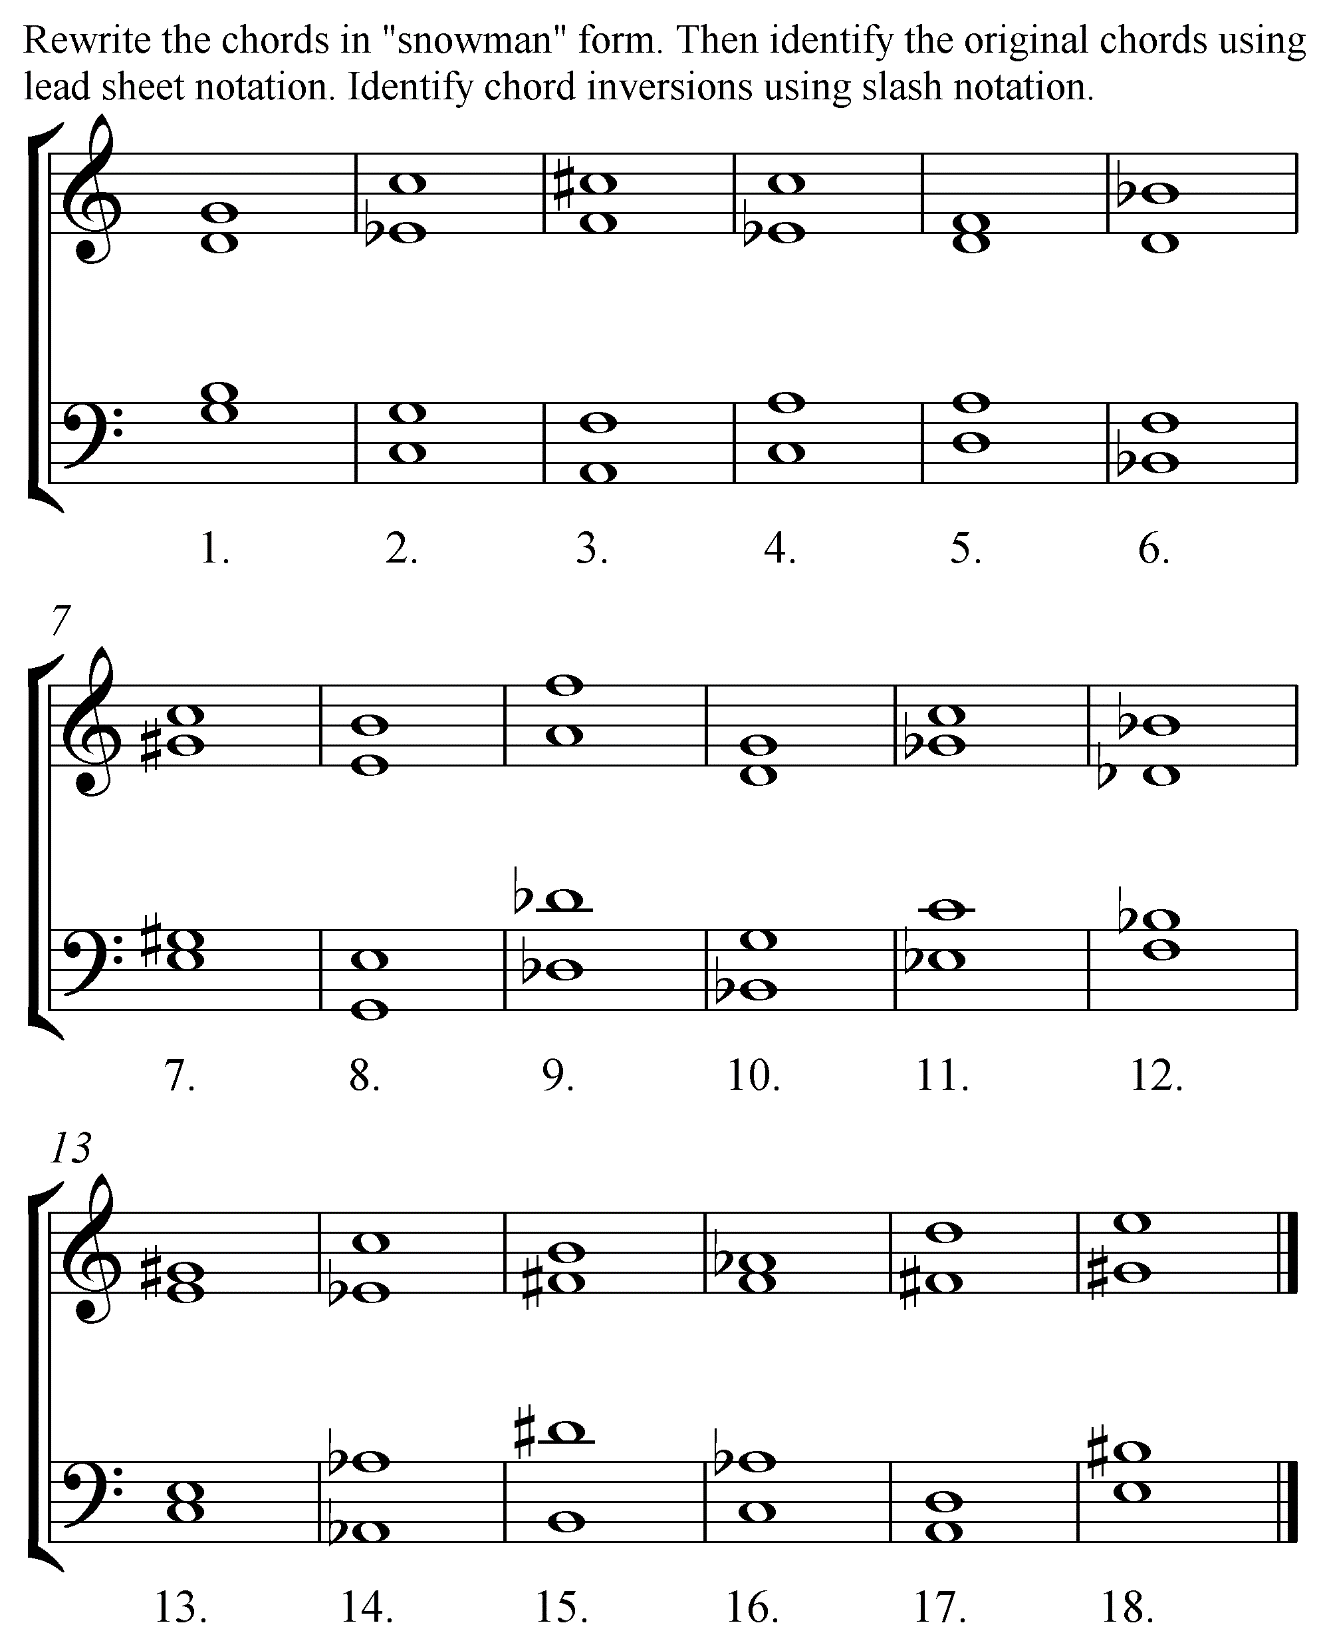 Rewrite the chords in "snowman" form. Then identify the original chords using
lead sheet notation. Identify chord inversions using slash notation.
1. 2. 3. 4. 5. 6.
7
7. 8. 9. 10. 11. 12.
13
13. 14. 15. 16. 17. 18.